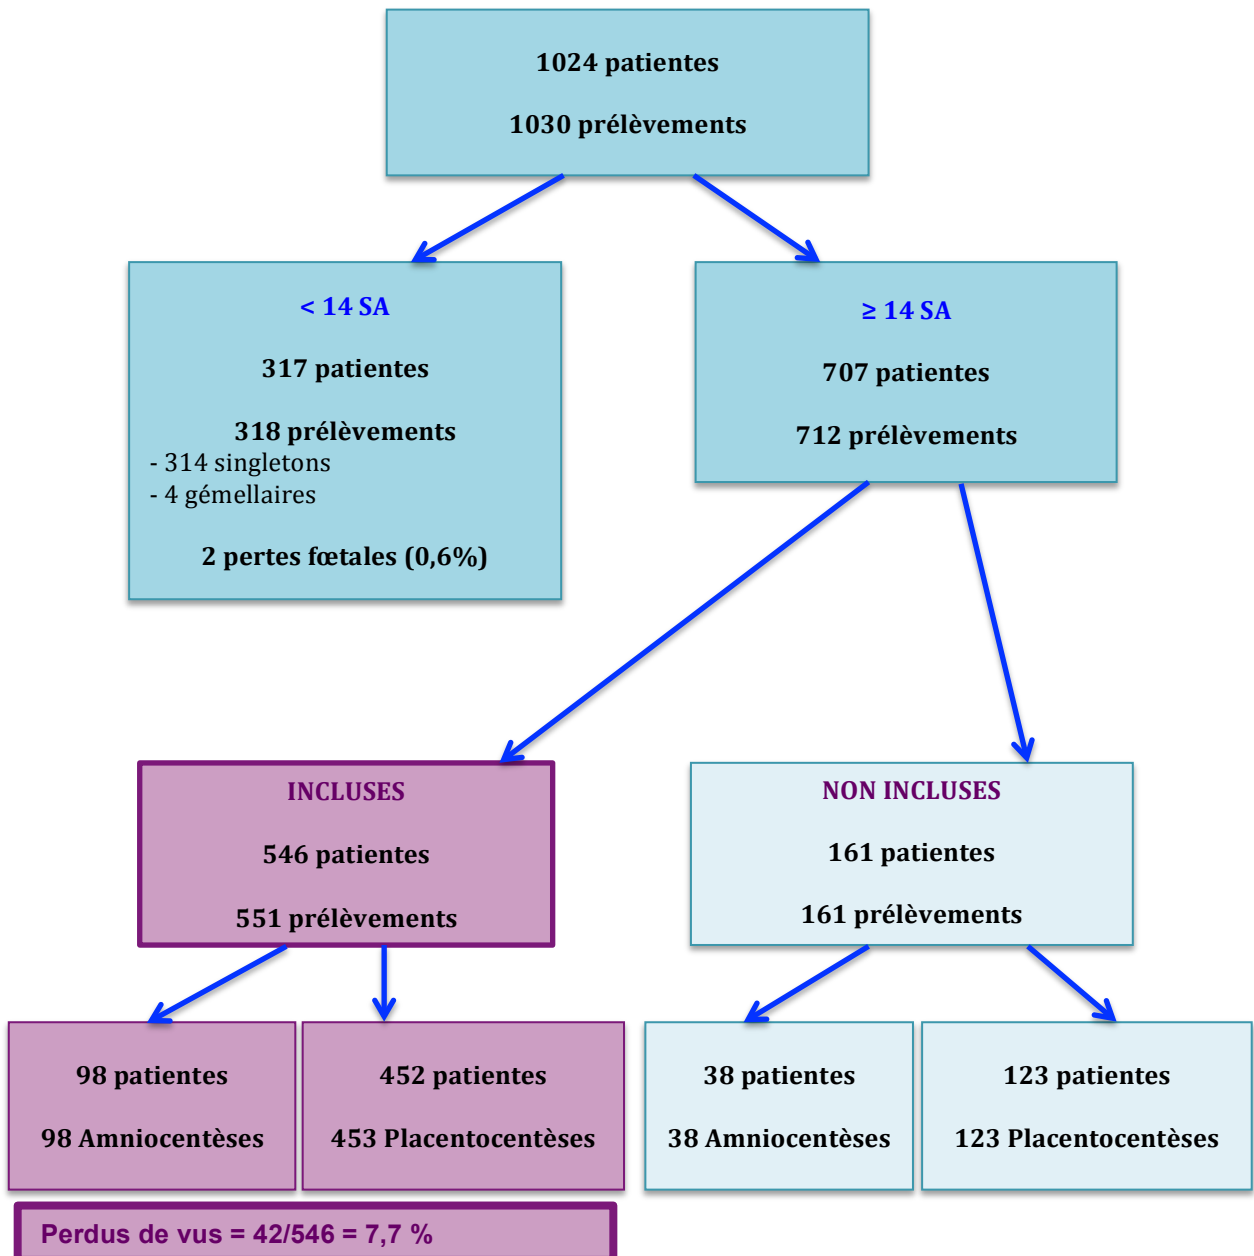 1024 patientes
1030 prélèvements
< 14 SA
317 patientes
318 prélèvements
- 314 singletons
- 4 gémellaires
2 pertes fœtales (0,6%)
≥ 14 SA
707 patientes
712 prélèvements
INCLUSES
546 patientes
551 prélèvements
NON INCLUSES
161 patientes
161 prélèvements
98 patientes
98 Amniocentèses
452 patientes
453 Placentocentèses
38 patientes
38 Amniocentèses
123 patientes
123 Placentocentèses
Perdus de vus = 42/546 = 7,7 %